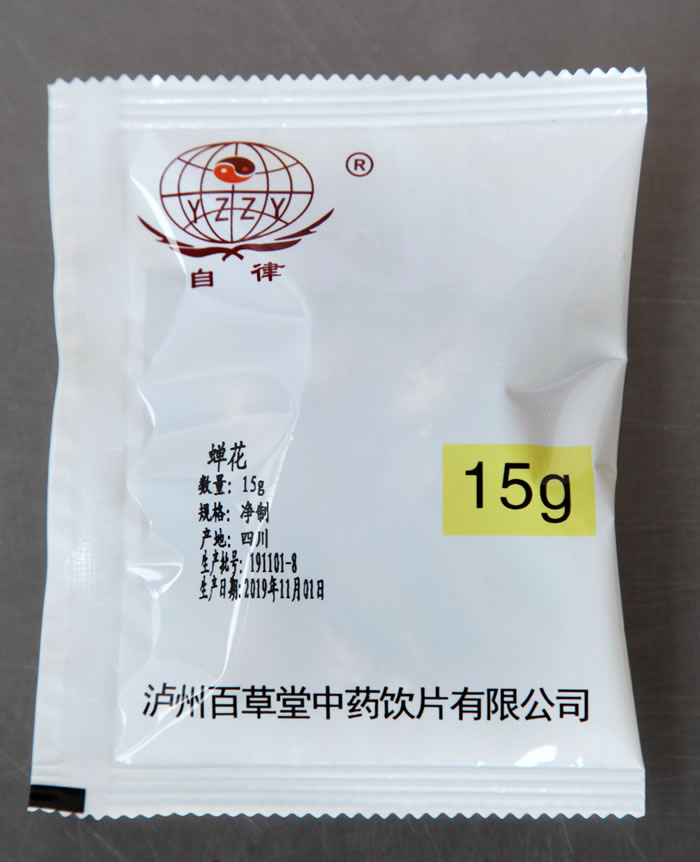 ®
YZZY
自律
蝉花
数量：15g
规格：净制
产地：四川
生产批号：191101-8
生产日期：2019年11月01日
15g
泸州百草堂中药饮片有限公司